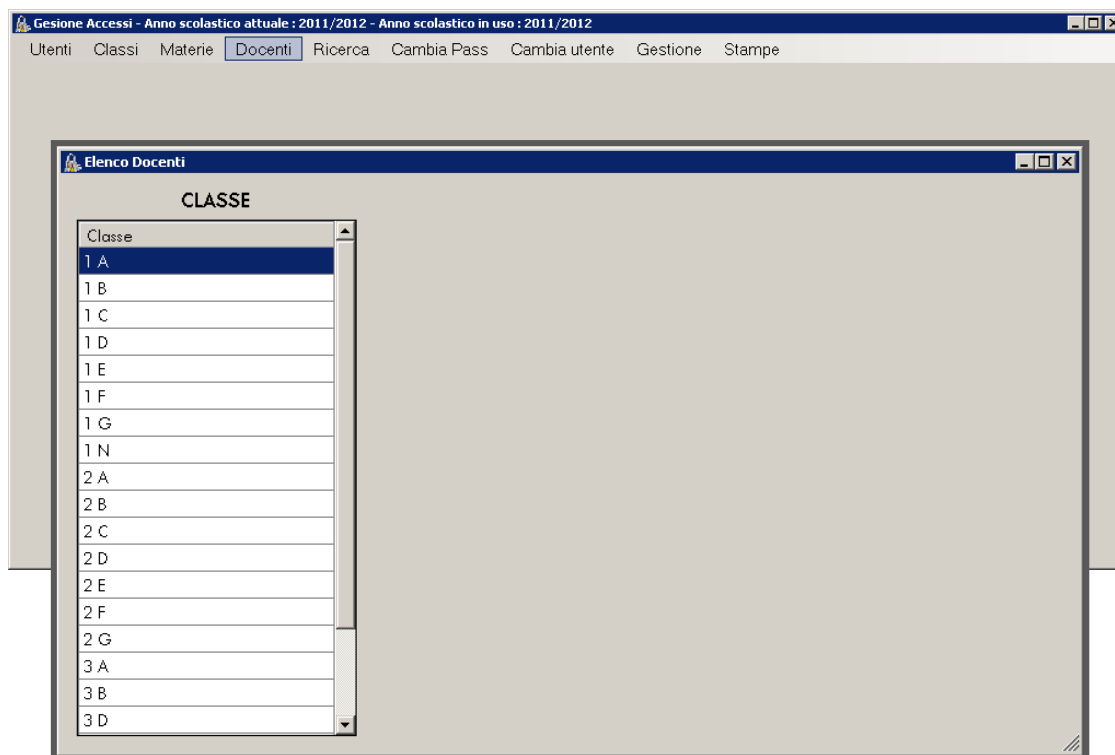 Gesione Accessi - Anno scolastico attuale : 2011/2012 - Anno scolastico in uso : 2011/2012
Utenti Classi Materie Docenti Ricerca Cambia Pass Cambia utente Gestione Stampe
Elenco Docenti
CLASSE
Classe
1 A
1 B
1 C
1 D
1 E
1 F
1 G
1 N
2 A
2 B
2 C
2 D
2 E
2 F
2 G
3 A
3 B
3 D